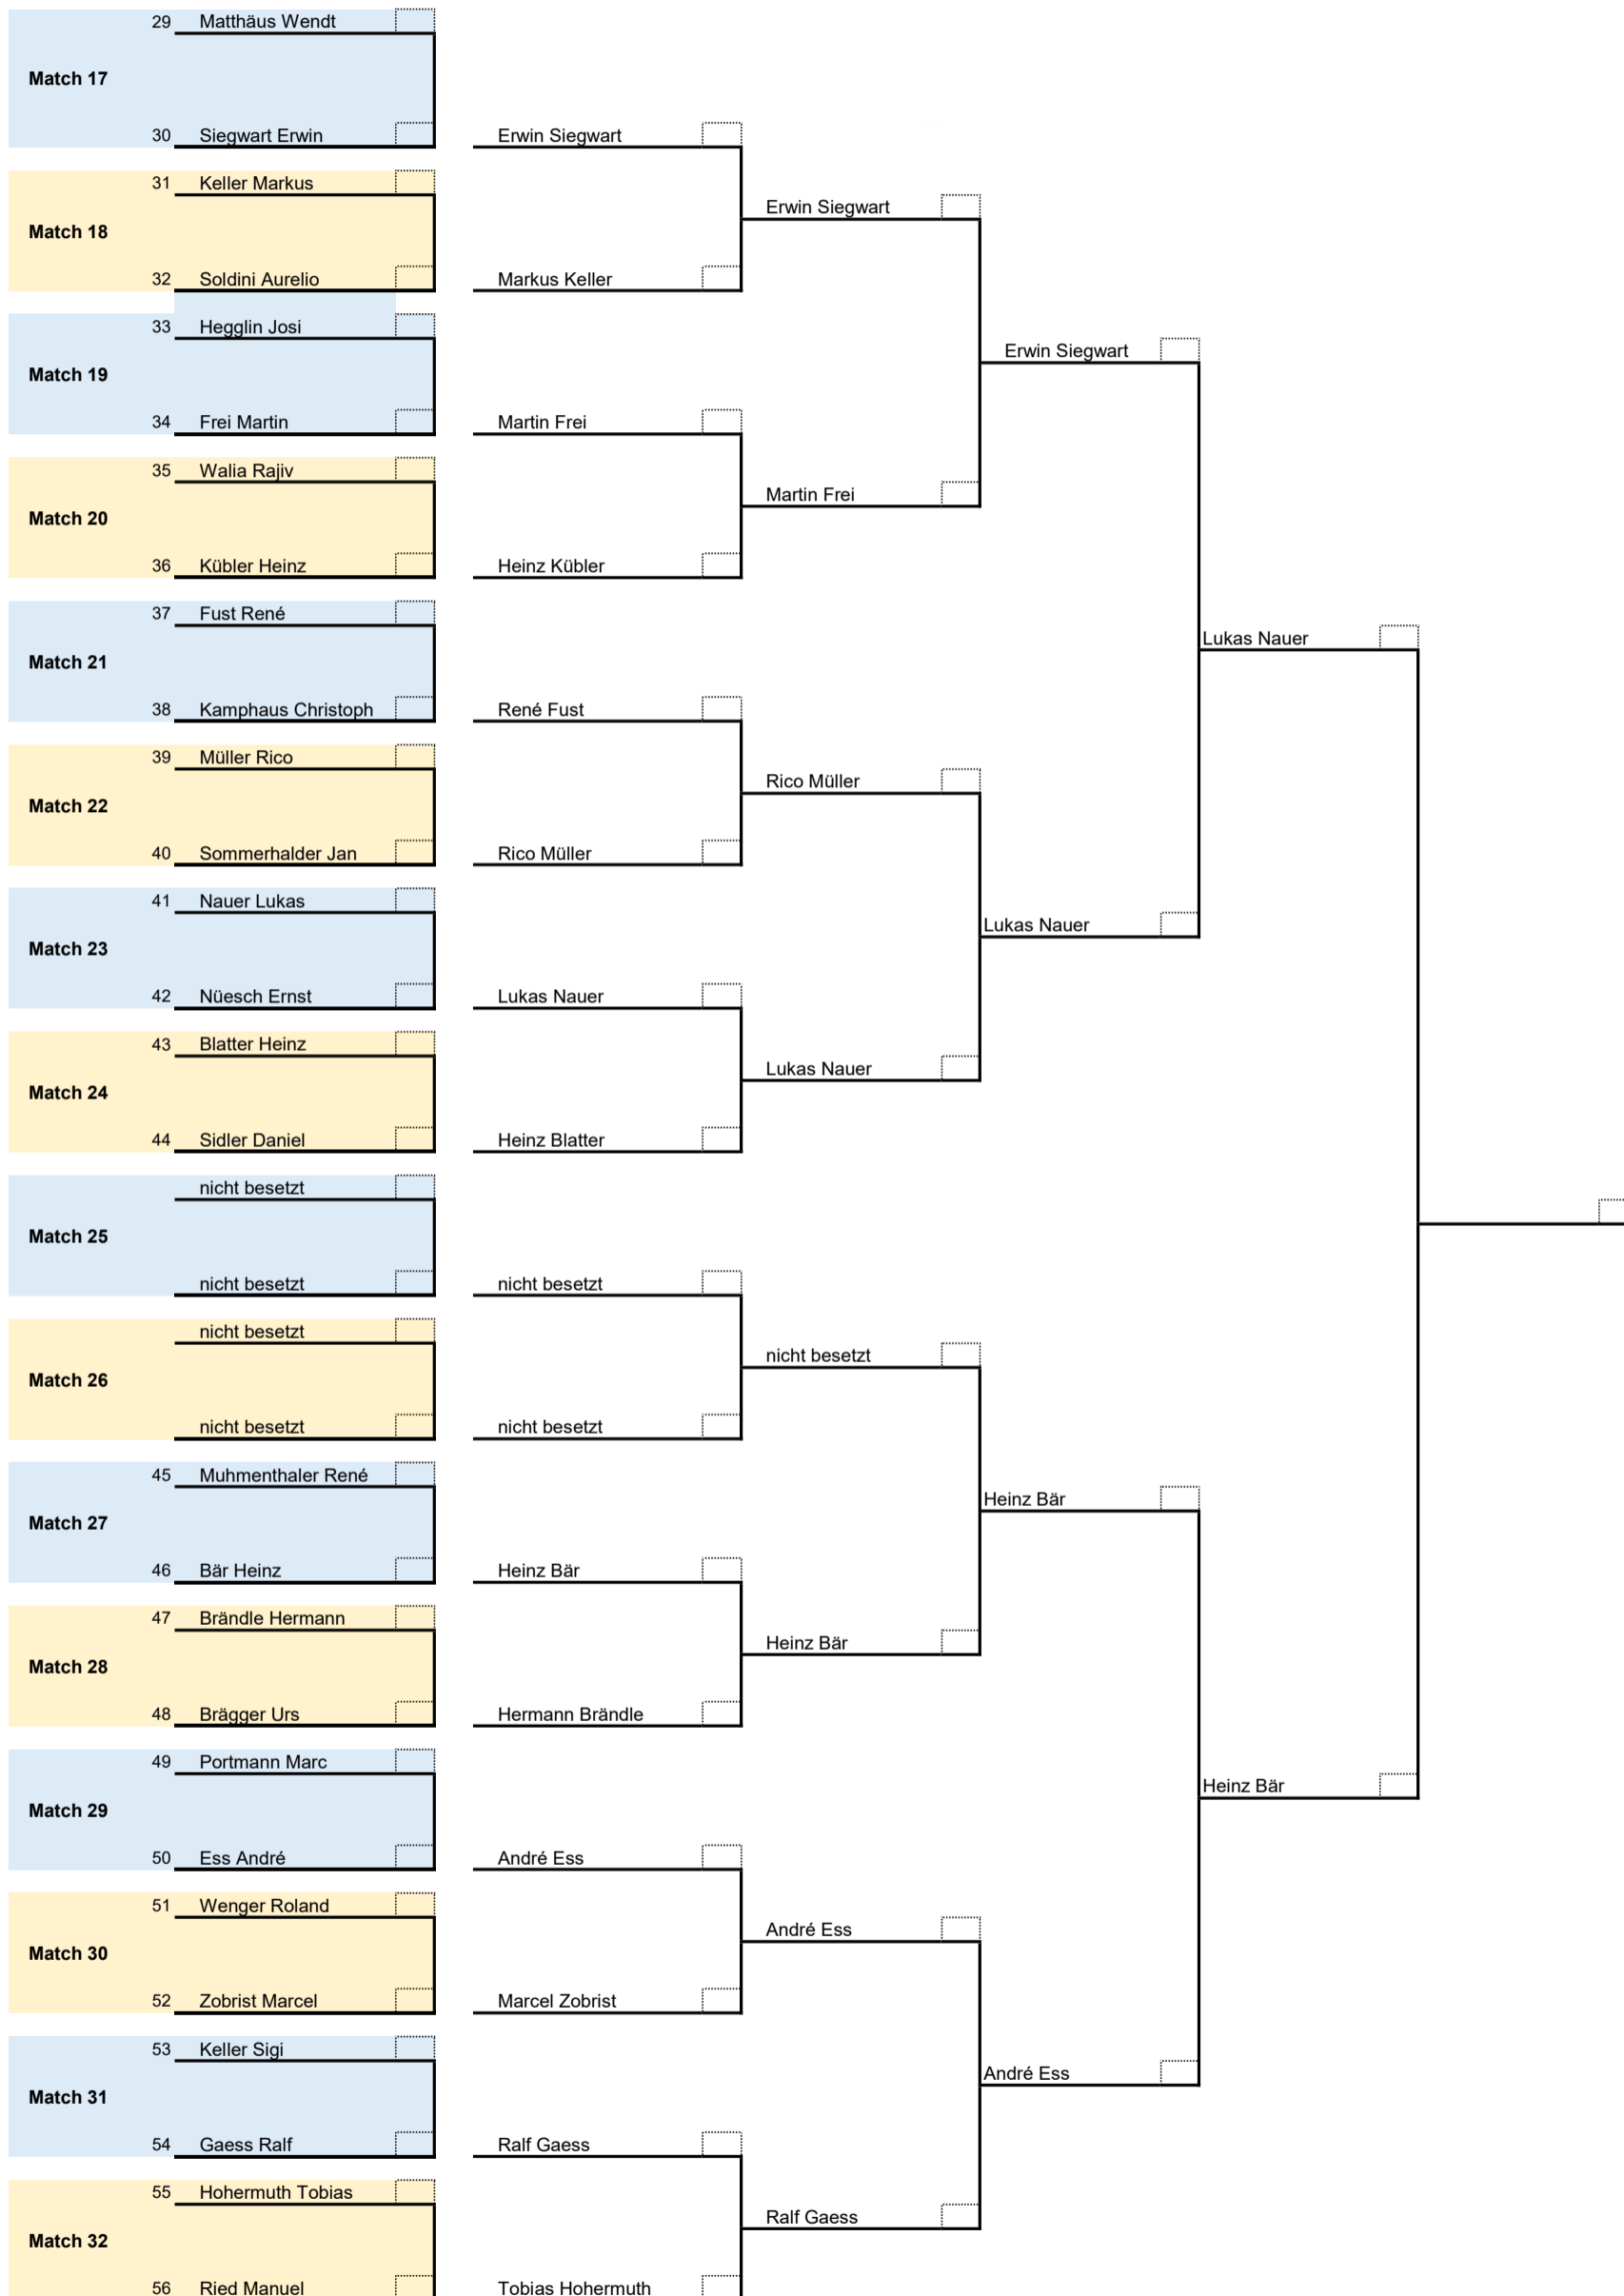 29 Matthäus Wendt
Match 17
30 Siegwart Erwin Erwin Siegwart
31 Keller Markus
Erwin Siegwart
Match 18
32 Soldini Aurelio Markus Keller
33 Hegglin Josi
Erwin Siegwart
Match 19
34 Frei Martin Martin Frei
35 Walia Rajiv
Martin Frei
Match 20
36 Kübler Heinz Heinz Kübler
37 Fust René
Lukas Nauer
Match 21
38 Kamphaus Christoph René Fust
39 Müller Rico
Rico Müller
Match 22
40 Sommerhalder Jan Rico Müller
41 Nauer Lukas
Lukas Nauer
Match 23
42 Nüesch Ernst Lukas Nauer
43 Blatter Heinz
Lukas Nauer
Match 24
44 Sidler Daniel Heinz Blatter
nicht besetzt
Match 25
nicht besetzt nicht besetzt
nicht besetzt
nicht besetzt
Match 26
nicht besetzt nicht besetzt
45 Muhmenthaler René
Heinz Bär
Match 27
46 Bär Heinz Heinz Bär
47 Brändle Hermann
Heinz Bär
Match 28
48 Brägger Urs Hermann Brändle
49 Portmann Marc
Heinz Bär
Match 29
50 Ess André André Ess
51 Wenger Roland
André Ess
Match 30
52 Zobrist Marcel Marcel Zobrist
53 Keller Sigi
André Ess
Match 31
54 Gaess Ralf Ralf Gaess
55 Hohermuth Tobias
Ralf Gaess
Match 32
56 Ried Manuel Tobias Hohermuth